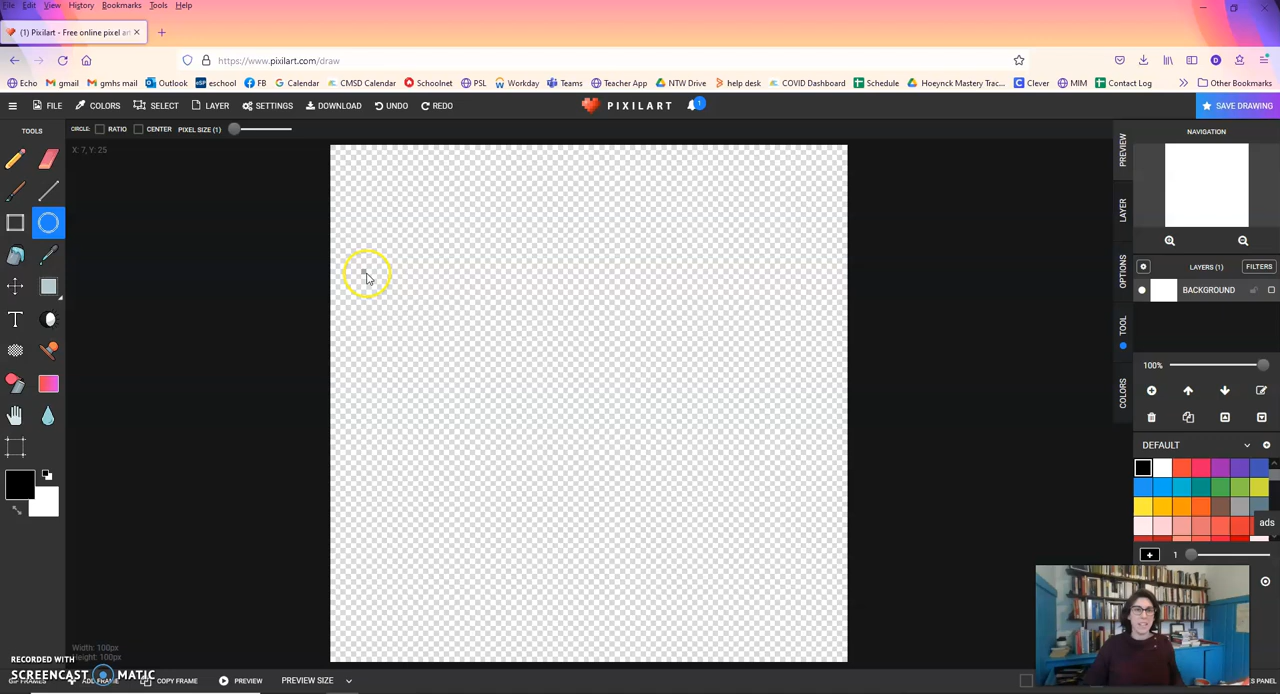 File Edit View History Bookmarks Tools Help
(1) Pixilart - Free online pixel ar
https://www.pixilart.com/draw
Echo gmail gmhs mail Outlook eschool FB Calendar CMSD Calendar Schoolnet PSL Workday Teams Teacher App NTW Drive help desk COVID Dashboard Schedule Hoeynck Mastery Trac... Clever MIM Contact Log Other Bookmarks
FILE COLORS SELECT LAYER SETTINGS DOWNLOAD UNDO REDO PIXILART 1 SAVE DRAWING
TOOLS CIRCLE: RATIO CENTER PIXEL SIZE (1) NAVIGATION
X: 7, Y: 25
PREVIEW
LAYER
OPTIONS
TOOL
COLORS
LAYERS (1) FILTERS
BACKGROUND
100%
DEFAULT
ads
1
Width: 100px
Height: 100px
RECORDED WITH
SCREENCAST MATIC
ADD FRAME COPY FRAME PREVIEW PREVIEW SIZE